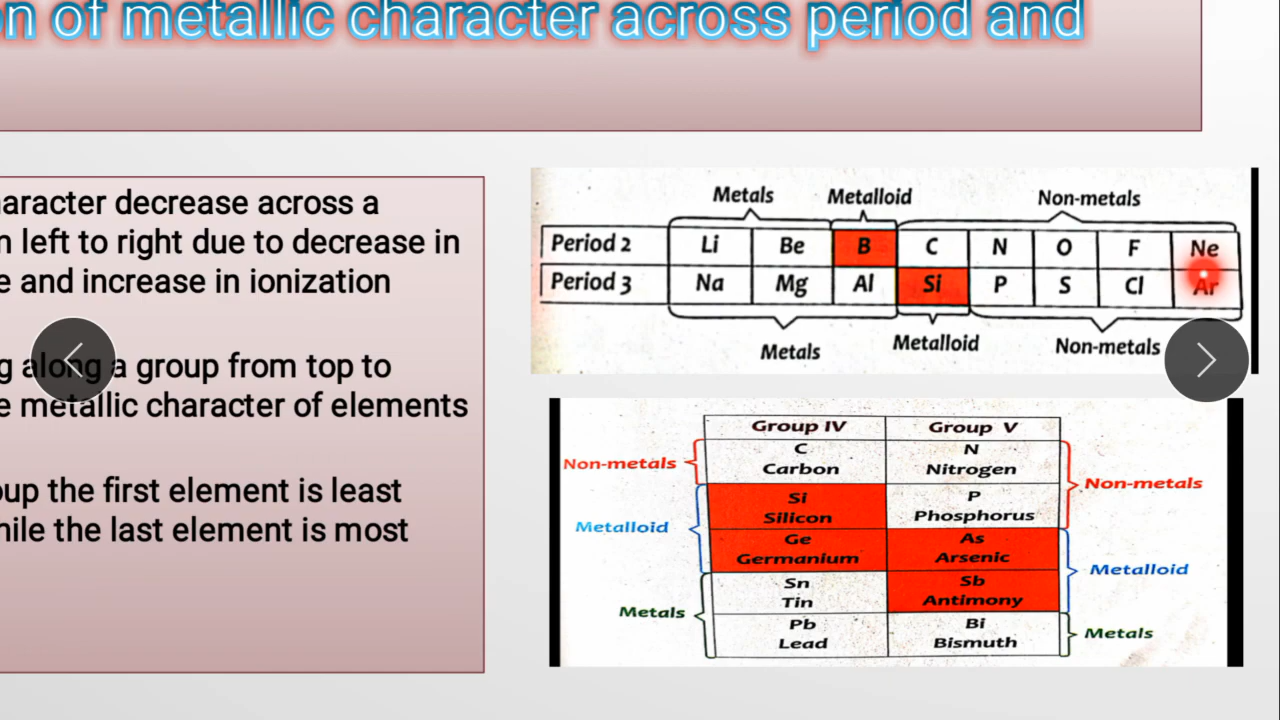 n of metallic character across period and
haracter decrease across a
n left to right due to decrease in
e and increase in ionization
g along a group from top to
e metallic character of elements
oup the first element is least
hile the last element is most
Metals Metalloid Non-metals
Period 2 Li Be B C N O F Ne
Period 3 Na Mg Al Si P S Cl Ar
Metals Metalloid Non-metals
Group IV Group V
C N
Non-metals Carbon Nitrogen Non-metals
Si P
Metalloid Silicon Phosphorus
Ge As
Germanium Arsenic Metalloid
Sn Sb
Metals Tin Antimony
Pb Bi Metals
Lead Bismuth